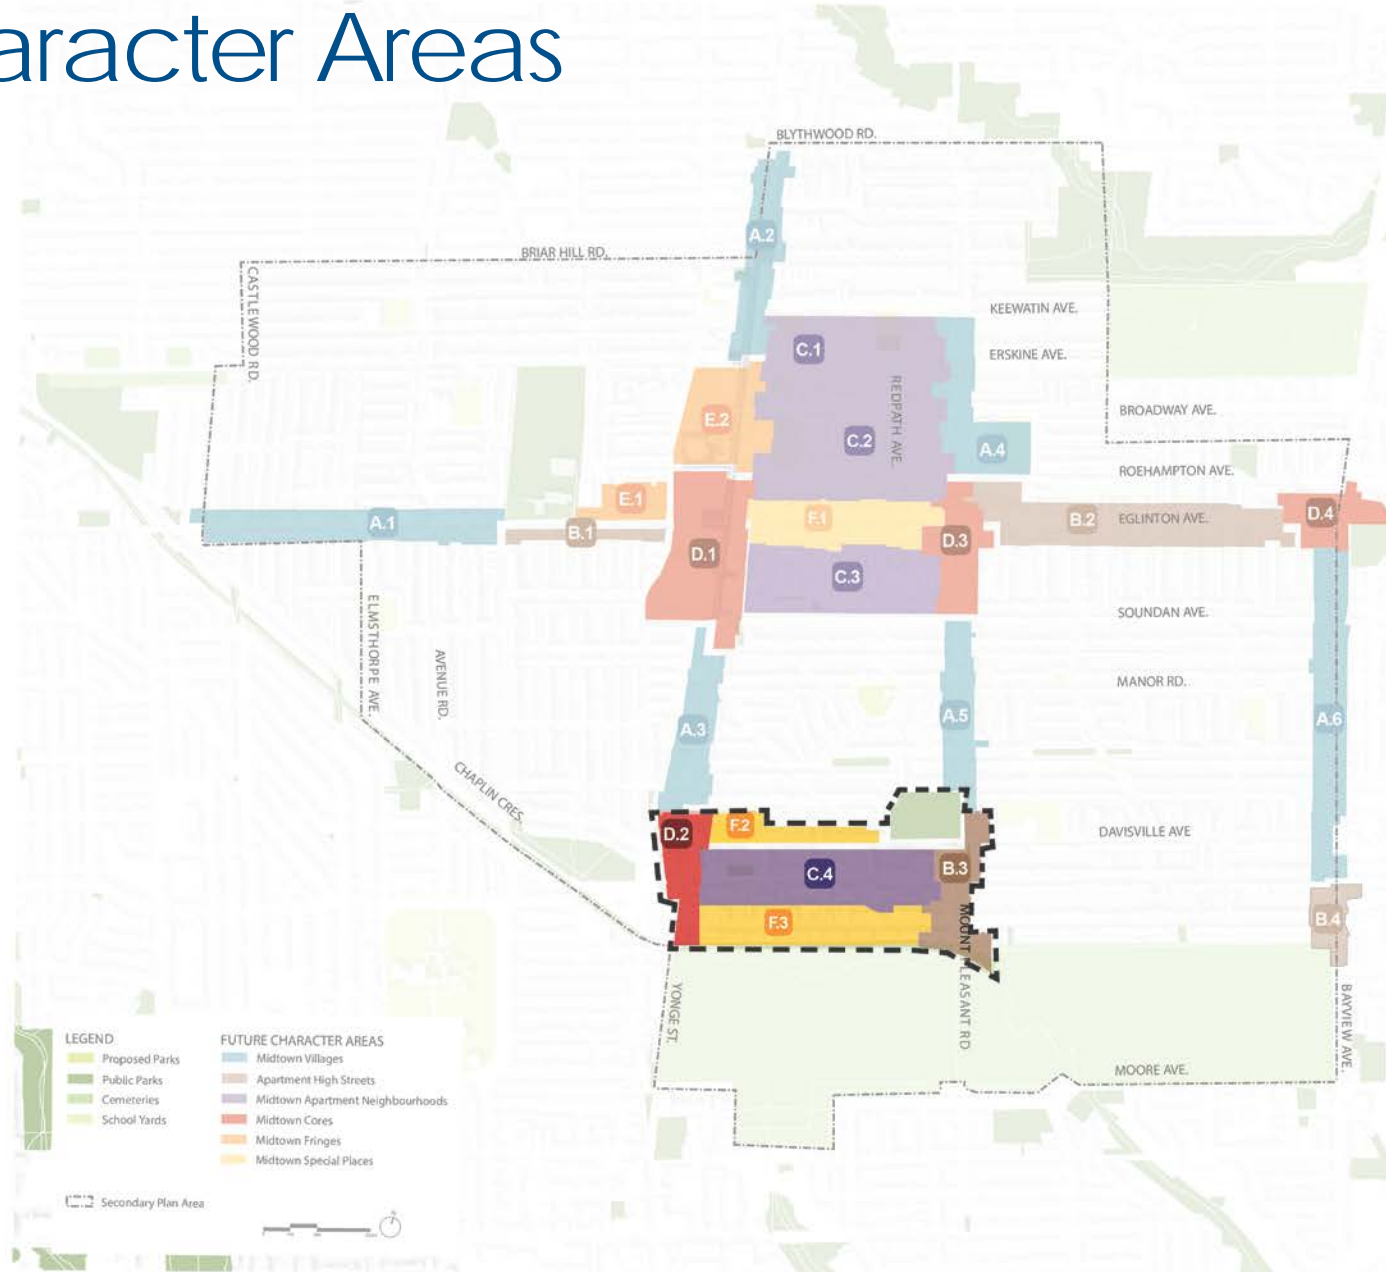 aracter Areas
BLYTHWOOD RD.
A.2
BRIAR HILL RD.
CASTLEWOOD RD.
KEEWATIN AVE.
C.1
ERSKINE AVE.
REDPATH AVE.
BROADWAY AVE.
E.2
C.2
A.4
ROEHAMPTON AVE.
E.1
A.1
B.1
F.1
B.2
EGLINTON AVE.
D.4
D.1
D.3
C.3
ELMSTHORPE AVE.
SOUNDAN AVE.
AVENUE RD.
MANOR RD.
A.3
A.5
A.6
CHAPLIN CRES.
D.2
F.2
DAVISVILLE AVE
C.4
B.3
F.3
MOUNT PLEASANT RD
B.4
YONGE ST.
BAYVIEW AVE.
MOORE AVE.
LEGEND
Proposed Parks
Public Parks
Cemeteries
School Yards
Secondary Plan Area
FUTURE CHARACTER AREAS
Midtown Villages
Apartment High Streets
Midtown Apartment Neighbourhoods
Midtown Cores
Midtown Fringes
Midtown Special Places
N